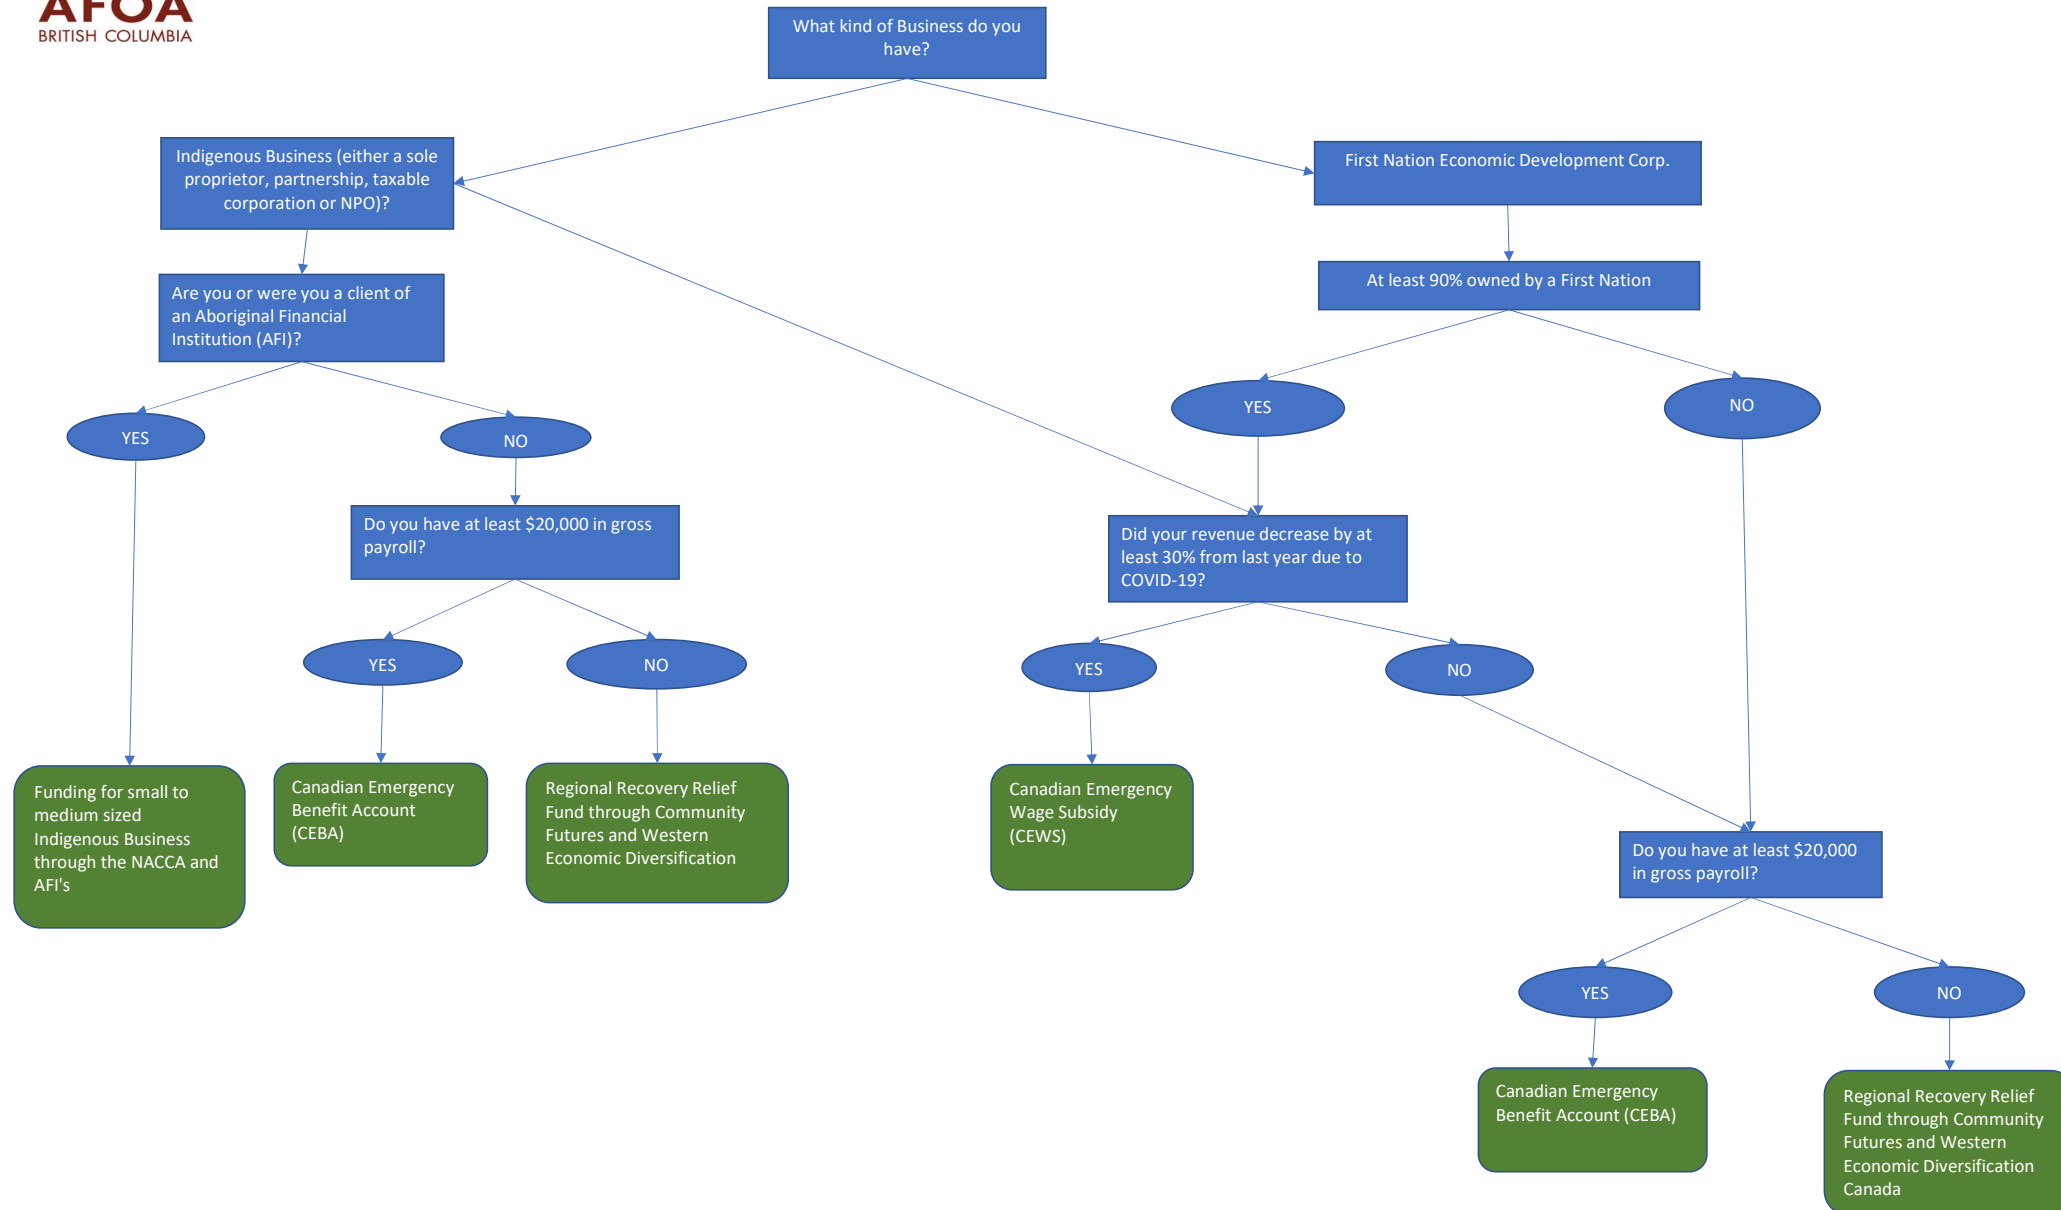 AFOA
BRITISH COLUMBIA
What kind of Business do you
have?
Indigenous Business (either a sole
proprietor, partnership, taxable
corporation or NPO)?
First Nation Economic Development Corp.
At least 90% owned by a First Nation
Are you or were you a client of
an Aboriginal Financial
Institution (AFI)?
YES
NO
YES
NO
Do you have at least $20,000 in gross
payroll?
Did your revenue decrease by at
least 30% from last year due to
COVID-19?
YES
NO
YES
NO
Funding for small to
medium sized
Indigenous Business
through the NACCA and
AFI's
Canadian Emergency
Benefit Account
(CEBA)
Regional Recovery Relief
Fund through Community
Futures and Western
Economic Diversification
Canadian Emergency
Wage Subsidy
(CEWS)
Do you have at least $20,000
in gross payroll?
YES
NO
Canadian Emergency
Benefit Account (CEBA)
Regional Recovery Relief
Fund through Community
Futures and Western
Economic Diversification
Canada